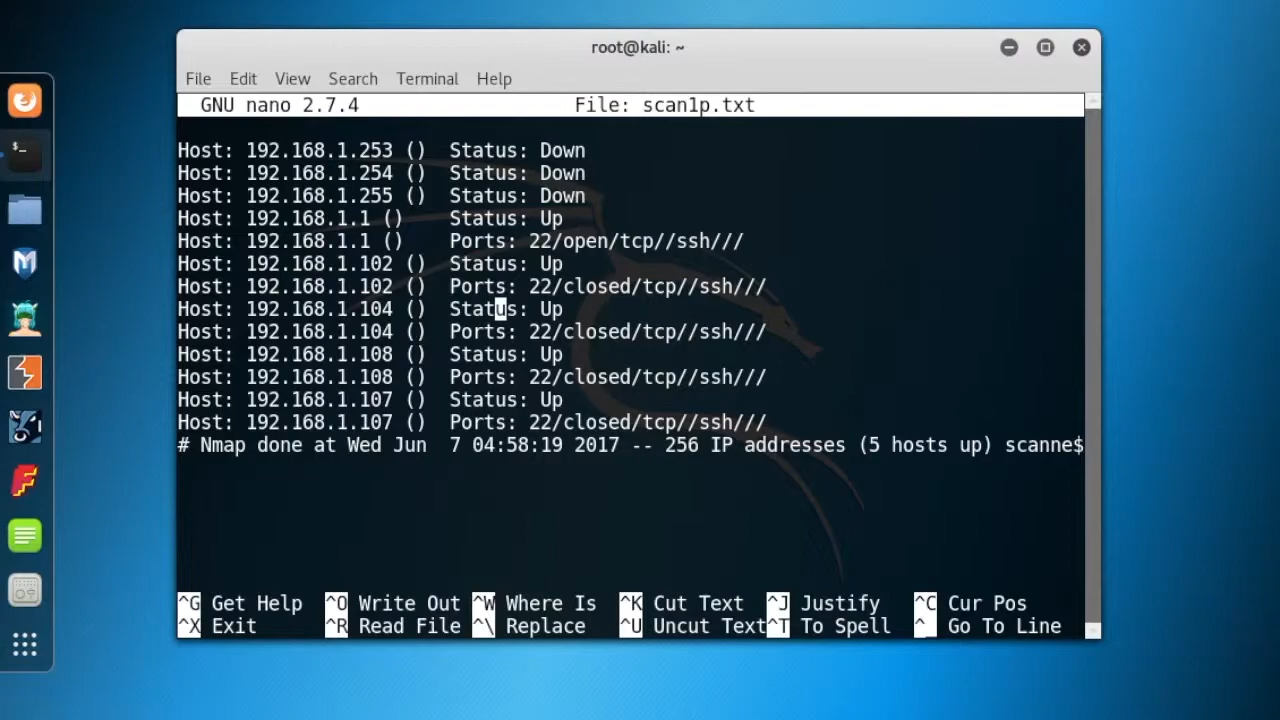 root@kali: ~
File Edit View Search Terminal Help
GNU nano 2.7.4 File: scan1p.txt
Host: 192.168.1.253 () Status: Down
Host: 192.168.1.254 () Status: Down
Host: 192.168.1.255 () Status: Down
Host: 192.168.1.1 () Status: Up
Host: 192.168.1.1 () Ports: 22/open/tcp//ssh///
Host: 192.168.1.102 () Status: Up
Host: 192.168.1.102 () Ports: 22/closed/tcp//ssh///
Host: 192.168.1.104 () Status: Up
Host: 192.168.1.104 () Ports: 22/closed/tcp//ssh///
Host: 192.168.1.108 () Status: Up
Host: 192.168.1.108 () Ports: 22/closed/tcp//ssh///
Host: 192.168.1.107 () Status: Up
Host: 192.168.1.107 () Ports: 22/closed/tcp//ssh///
# Nmap done at Wed Jun  7 04:58:19 2017 -- 256 IP addresses (5 hosts up) scanne$
^G Get Help ^O Write Out ^W Where Is ^K Cut Text ^J Justify ^C Cur Pos
^X Exit ^R Read File ^\ Replace ^U Uncut Text ^T To Spell ^_ Go To Line